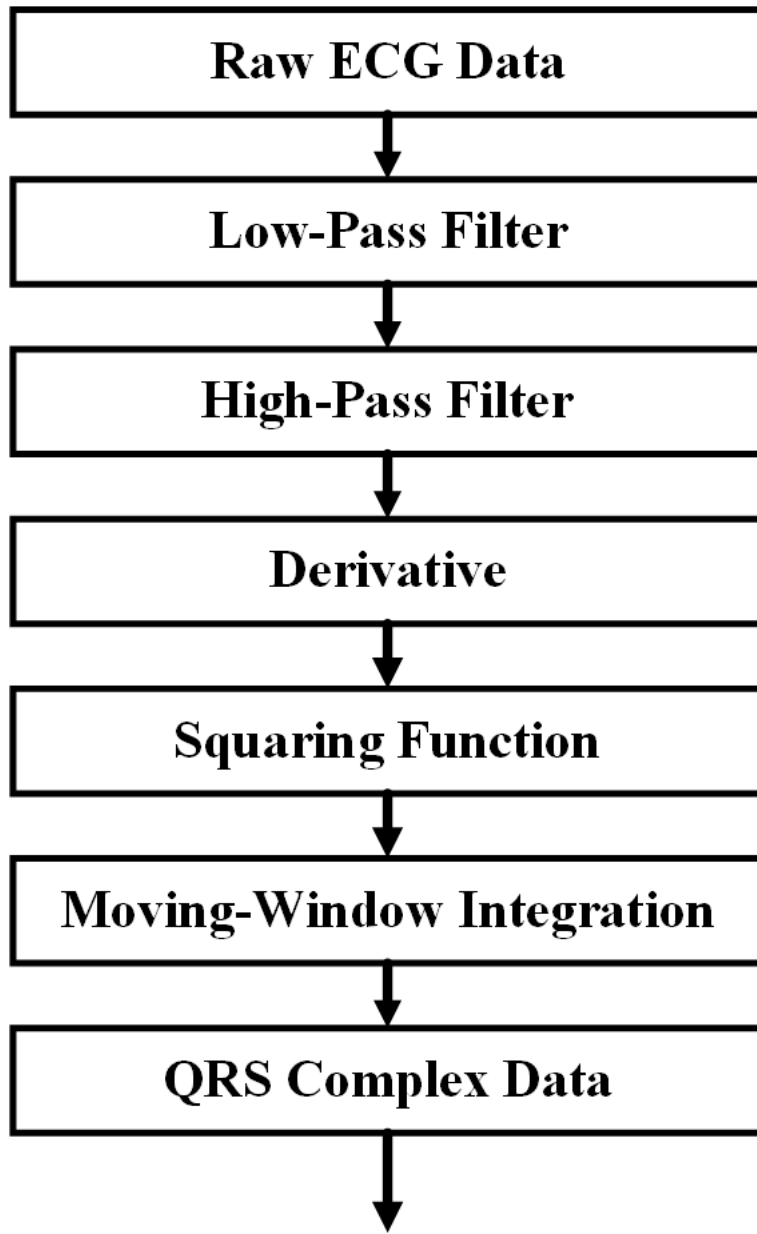 Raw ECG Data
Low-Pass Filter
High-Pass Filter
Derivative
Squaring Function
Moving-Window Integration
QRS Complex Data